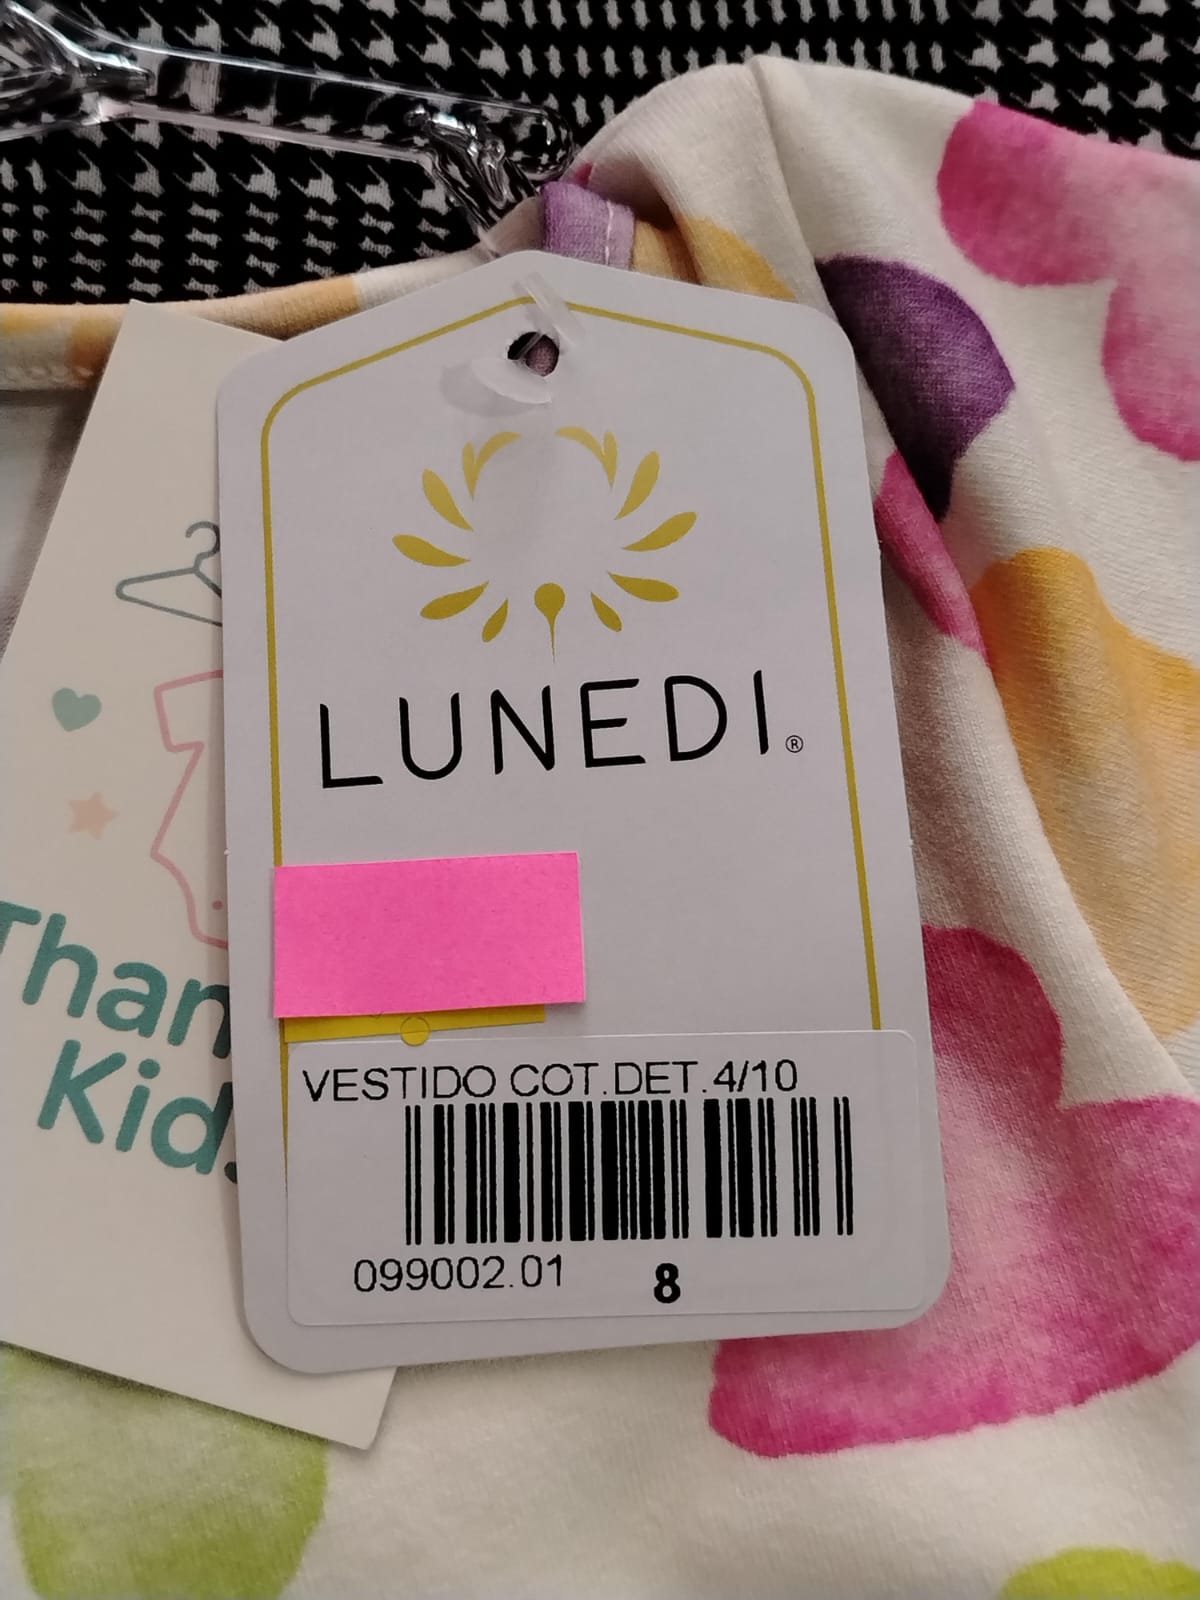 LUNEDI®
VESTIDO COT.DET.4/10
099002.01 8
Than
Kid